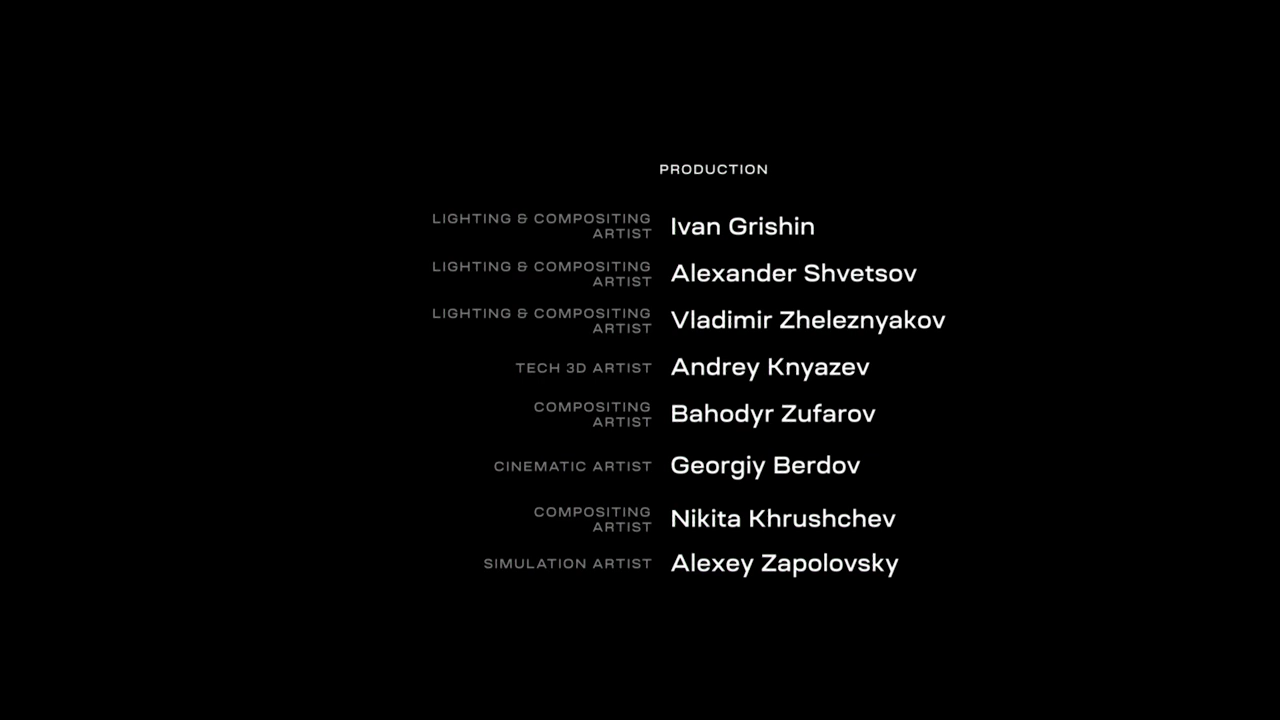 PRODUCTION
LIGHTING & COMPOSITING
ARTIST
Ivan Grishin
LIGHTING & COMPOSITING
ARTIST
Alexander Shvetsov
LIGHTING & COMPOSITING
ARTIST
Vladimir Zheleznyakov
TECH 3D ARTIST
Andrey Knyazev
COMPOSITING
ARTIST
Bahodyr Zufarov
CINEMATIC ARTIST
Georgiy Berdov
COMPOSITING
ARTIST
Nikita Khrushchev
SIMULATION ARTIST
Alexey Zapolovsky